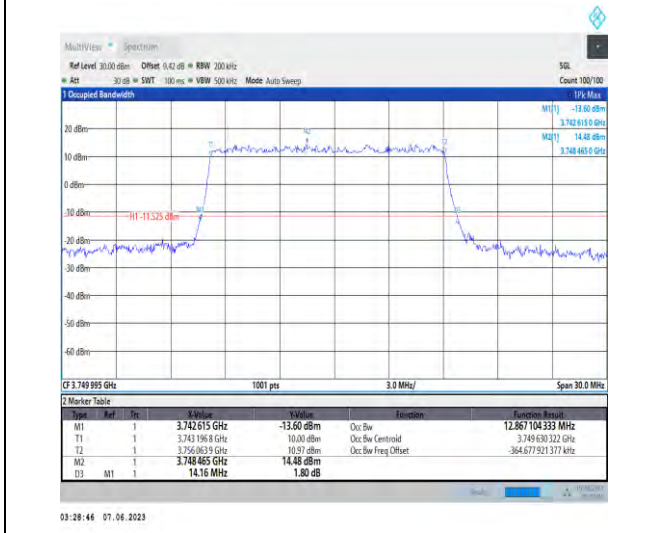 MultiView Spectrum
Ref Level 30.00 dBm Offset 9.42 dB RBW 200 kHz SGL
Att 30 dB SWT 100 ms VBW 500 kHz Mode Auto Sweep Count 100/100
1 Occupied Bandwidth 1Pk Max
M1[1] -13.60 dBm
3.742 615 0 GHz
M2[1] 14.48 dBm
3.748 465 0 GHz
20 dBm
10 dBm
0 dBm
-10 dBm
H1 -11.525 dBm
-20 dBm
-30 dBm
-40 dBm
-50 dBm
-60 dBm
CF 3.749 995 GHz 1001 pts 3.0 MHz/ Span 30.0 MHz
2 Marker Table
Type Ref Trc X-Value Y-Value Function Function Result
M1 1 3.742 615 GHz -13.60 dBm Occ Bw 12.867 104 333 MHz
T1 1 3.743 196 8 GHz 10.00 dBm Occ Bw Centroid 3.749 630 322 GHz
T2 1 3.756 063 9 GHz 10.97 dBm Occ Bw Freq Offset -364.677 921 377 kHz
M2 1 3.748 465 GHz 14.48 dBm
D3 M1 1 14.16 MHz 1.80 dB
03:28:46 07.06.2023